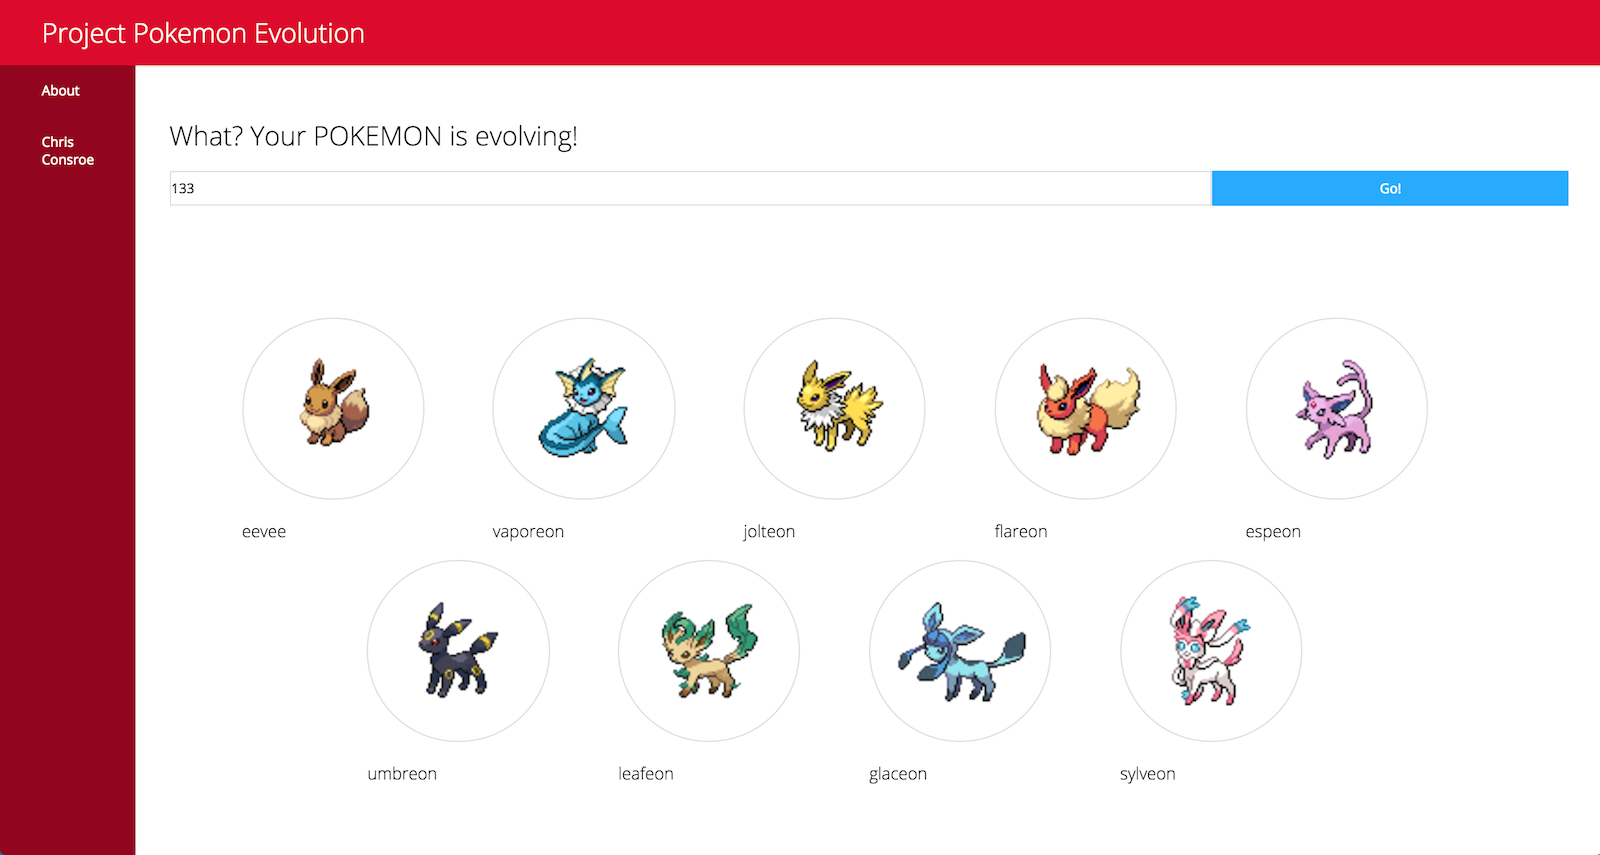 Project Pokemon Evolution
About
Chris
Consroe
What? Your POKEMON is evolving!
133
Go!
eevee
vaporeon
jolteon
flareon
espeon
umbreon
leafeon
glaceon
sylveon